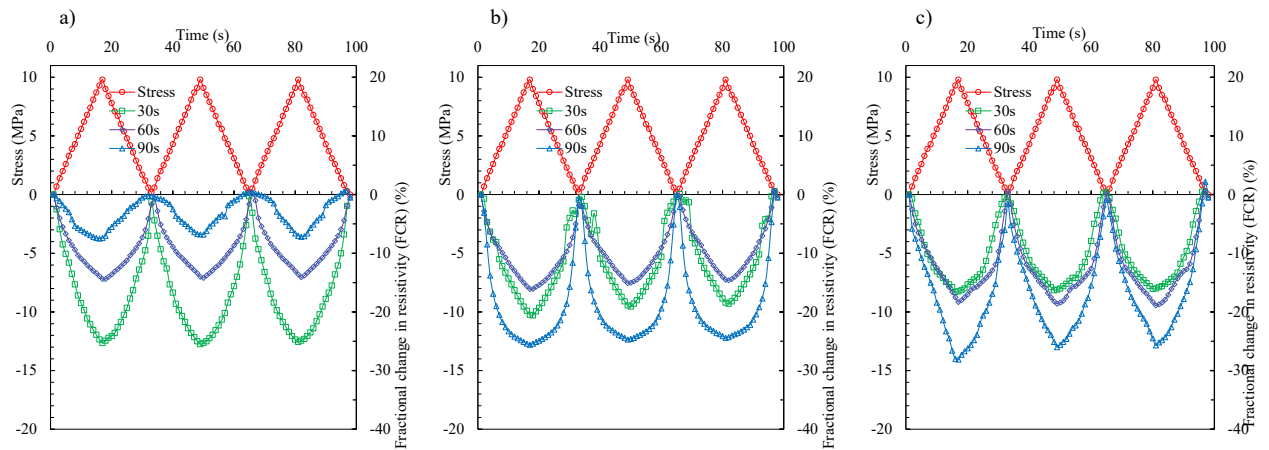 a)
Time (s)
0 20 40 60 80 100
10 20
Stress
30s
60s
90s
5 10
0 0
-5 -10
-10 -20
-15 -30
-20 -40
Stress (MPa)
Fractional change in resistivity (FCR) (%)
b)
Time (s)
0 20 40 60 80 100
10 20
Stress
30s
60s
90s
5 10
0 0
-5 -10
-10 -20
-15 -30
-20 -40
Stress (MPa)
Fractional change in resistivity (FCR) (%)
c)
Time (s)
0 20 40 60 80 100
10 20
Stress
30s
60s
90s
5 10
0 0
-5 -10
-10 -20
-15 -30
-20 -40
Stress (MPa)
Fractional change in resistivity (FCR) (%)